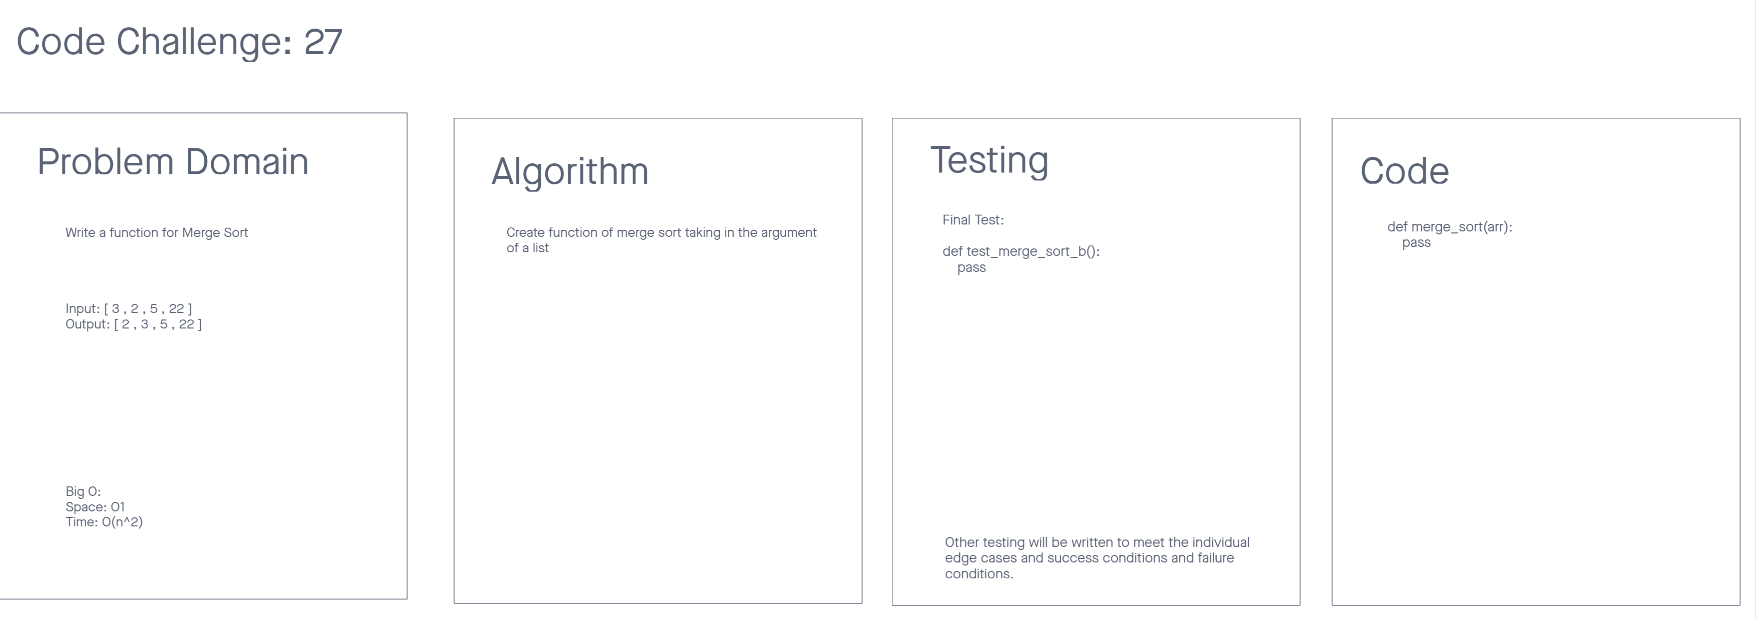 Code Challenge: 27
Problem Domain
Write a function for Merge Sort
Input: [ 3 , 2 , 5 , 22 ]
Output: [ 2 , 3 , 5 , 22 ]
Big O:
Space: O1
Time: O(n^2)
Algorithm
Create function of merge sort taking in the argument
of a list
Testing
Final Test:
def test_merge_sort_b():
    pass
Other testing will be written to meet the individual
edge cases and success conditions and failure
conditions.
Code
def merge_sort(arr):
    pass